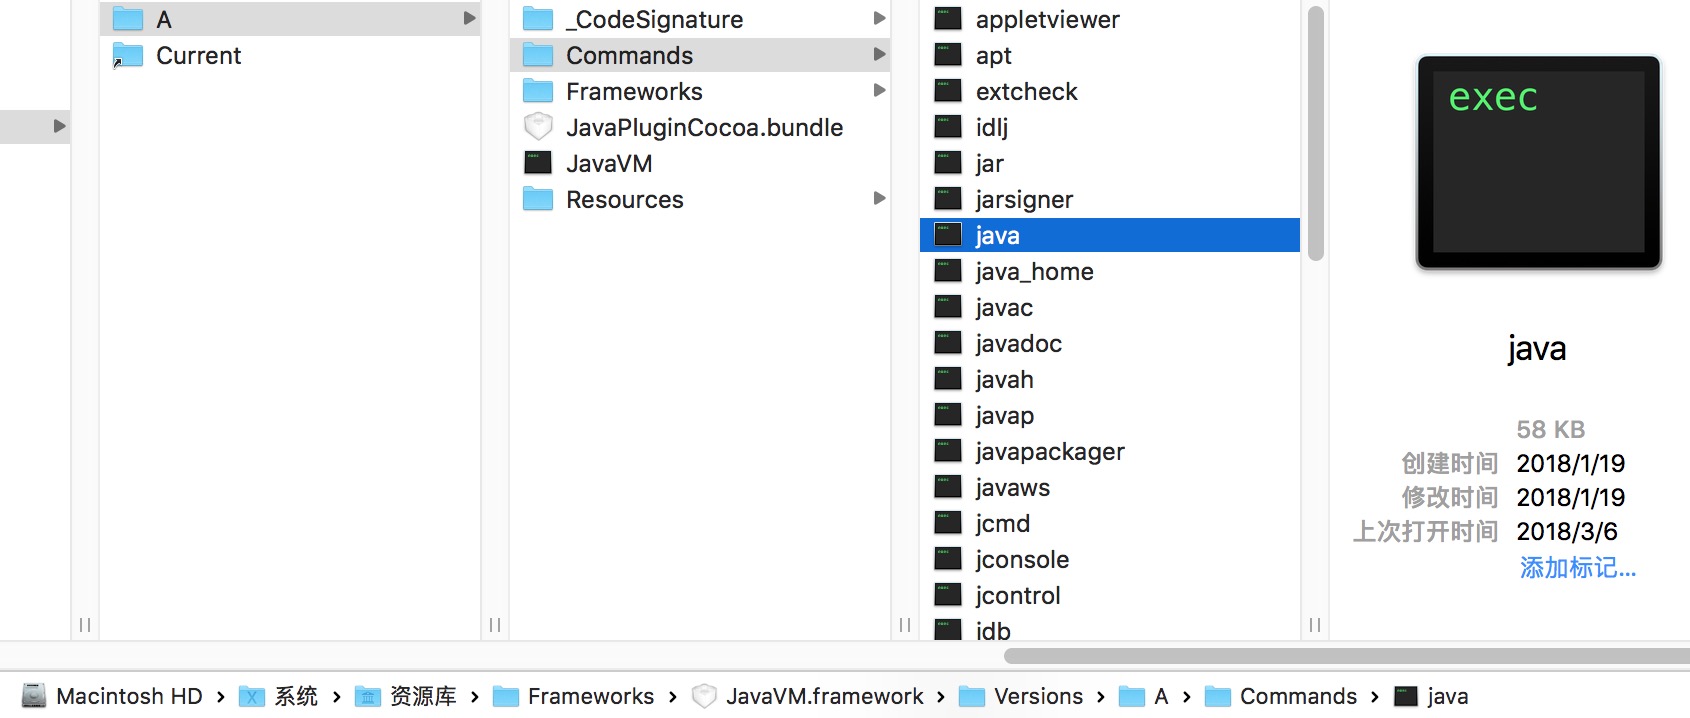 A
Current
_CodeSignature
Commands
Frameworks
JavaPluginCocoa.bundle
JavaVM
Resources
appletviewer
apt
extcheck
idlj
jar
jarsigner
java
java_home
javac
javadoc
javah
javap
javapackager
javaws
jcmd
jconsole
jcontrol
jdb
exec
java
58 KB
创建时间 2018/1/19
修改时间 2018/1/19
上次打开时间 2018/3/6
添加标记...
Macintosh HD › 系统 › 资源库 › Frameworks › JavaVM.framework › Versions › A › Commands › java